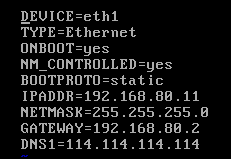 DEVICE=eth1
TYPE=Ethernet
ONBOOT=yes
NM_CONTROLLED=yes
BOOTPROTO=static
IPADDR=192.168.80.11
NETMASK=255.255.255.0
GATEWAY=192.168.80.2
DNS1=114.114.114.114